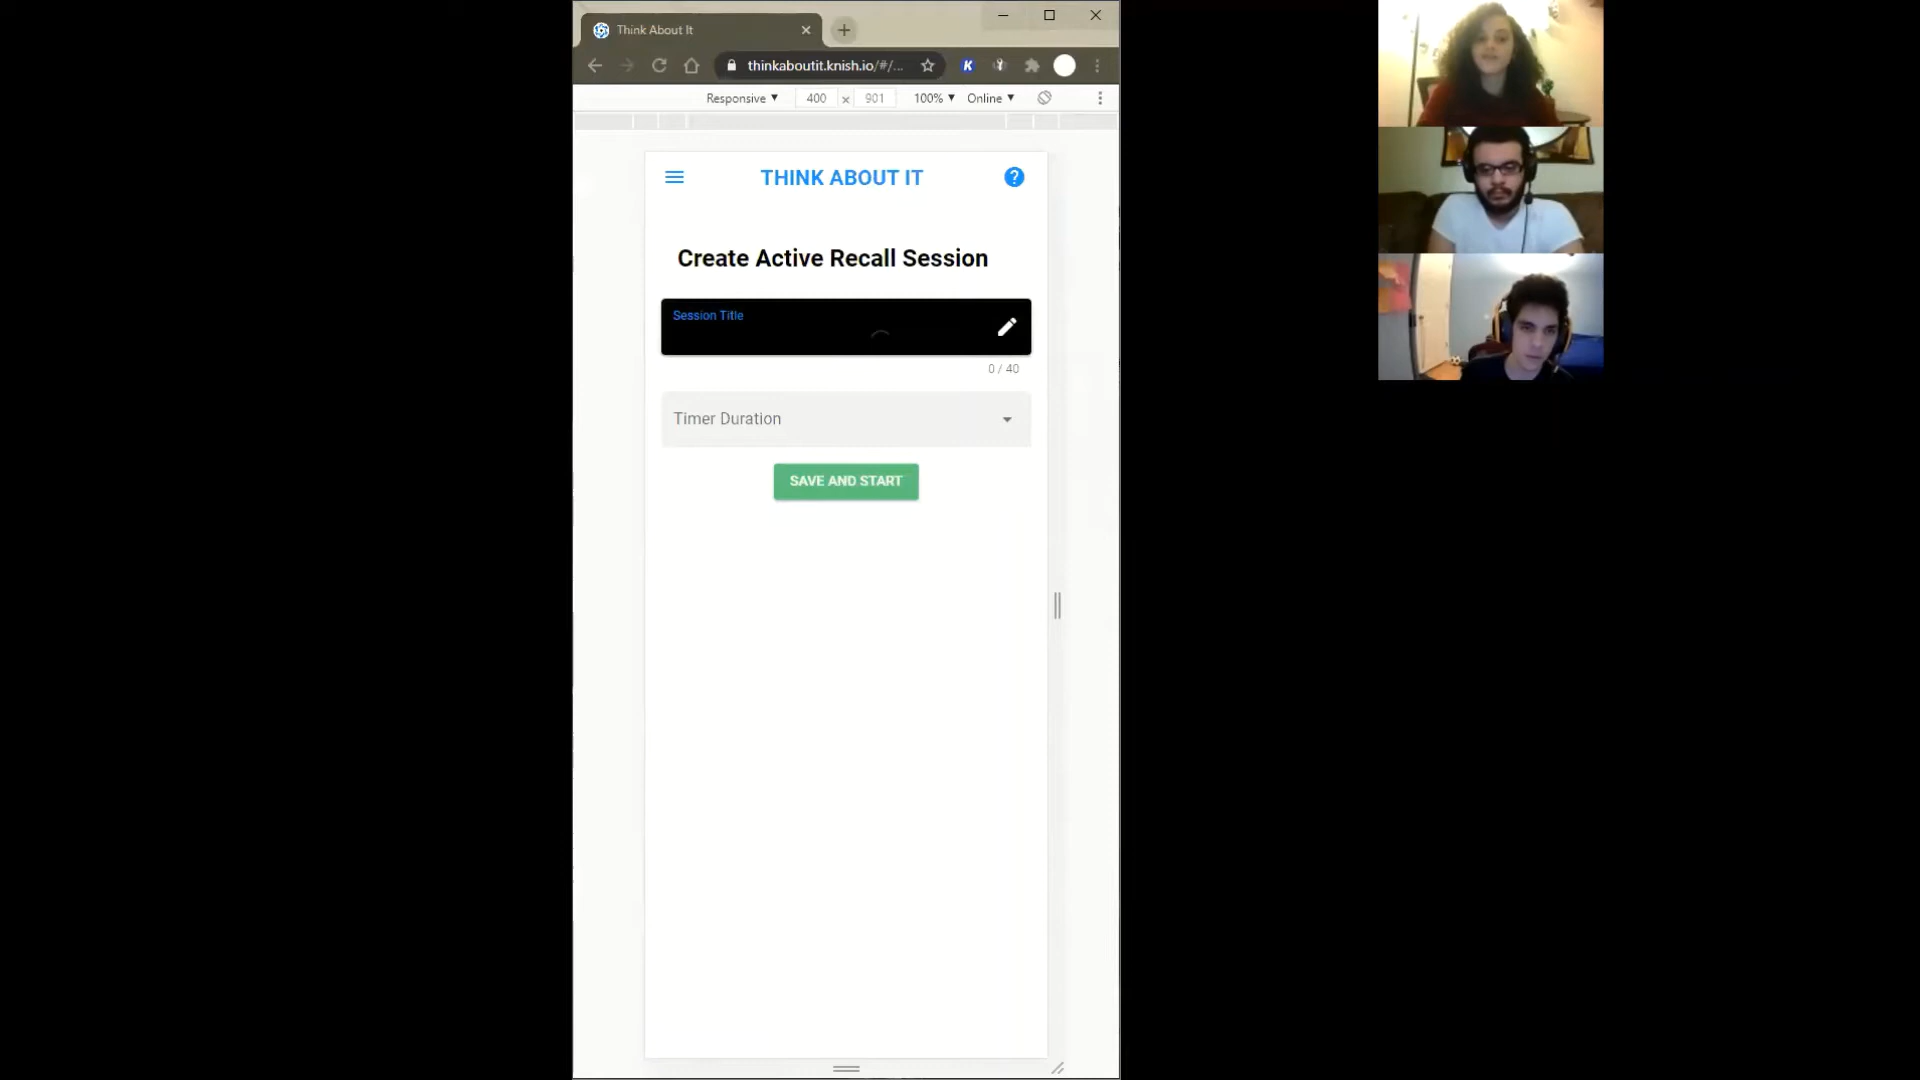 Think About It
thinkaboutit.knish.io/#/...
K
Responsive 400 x 901 100% Online
THINK ABOUT IT
Create Active Recall Session
Session Title
0 / 40
Timer Duration
SAVE AND START